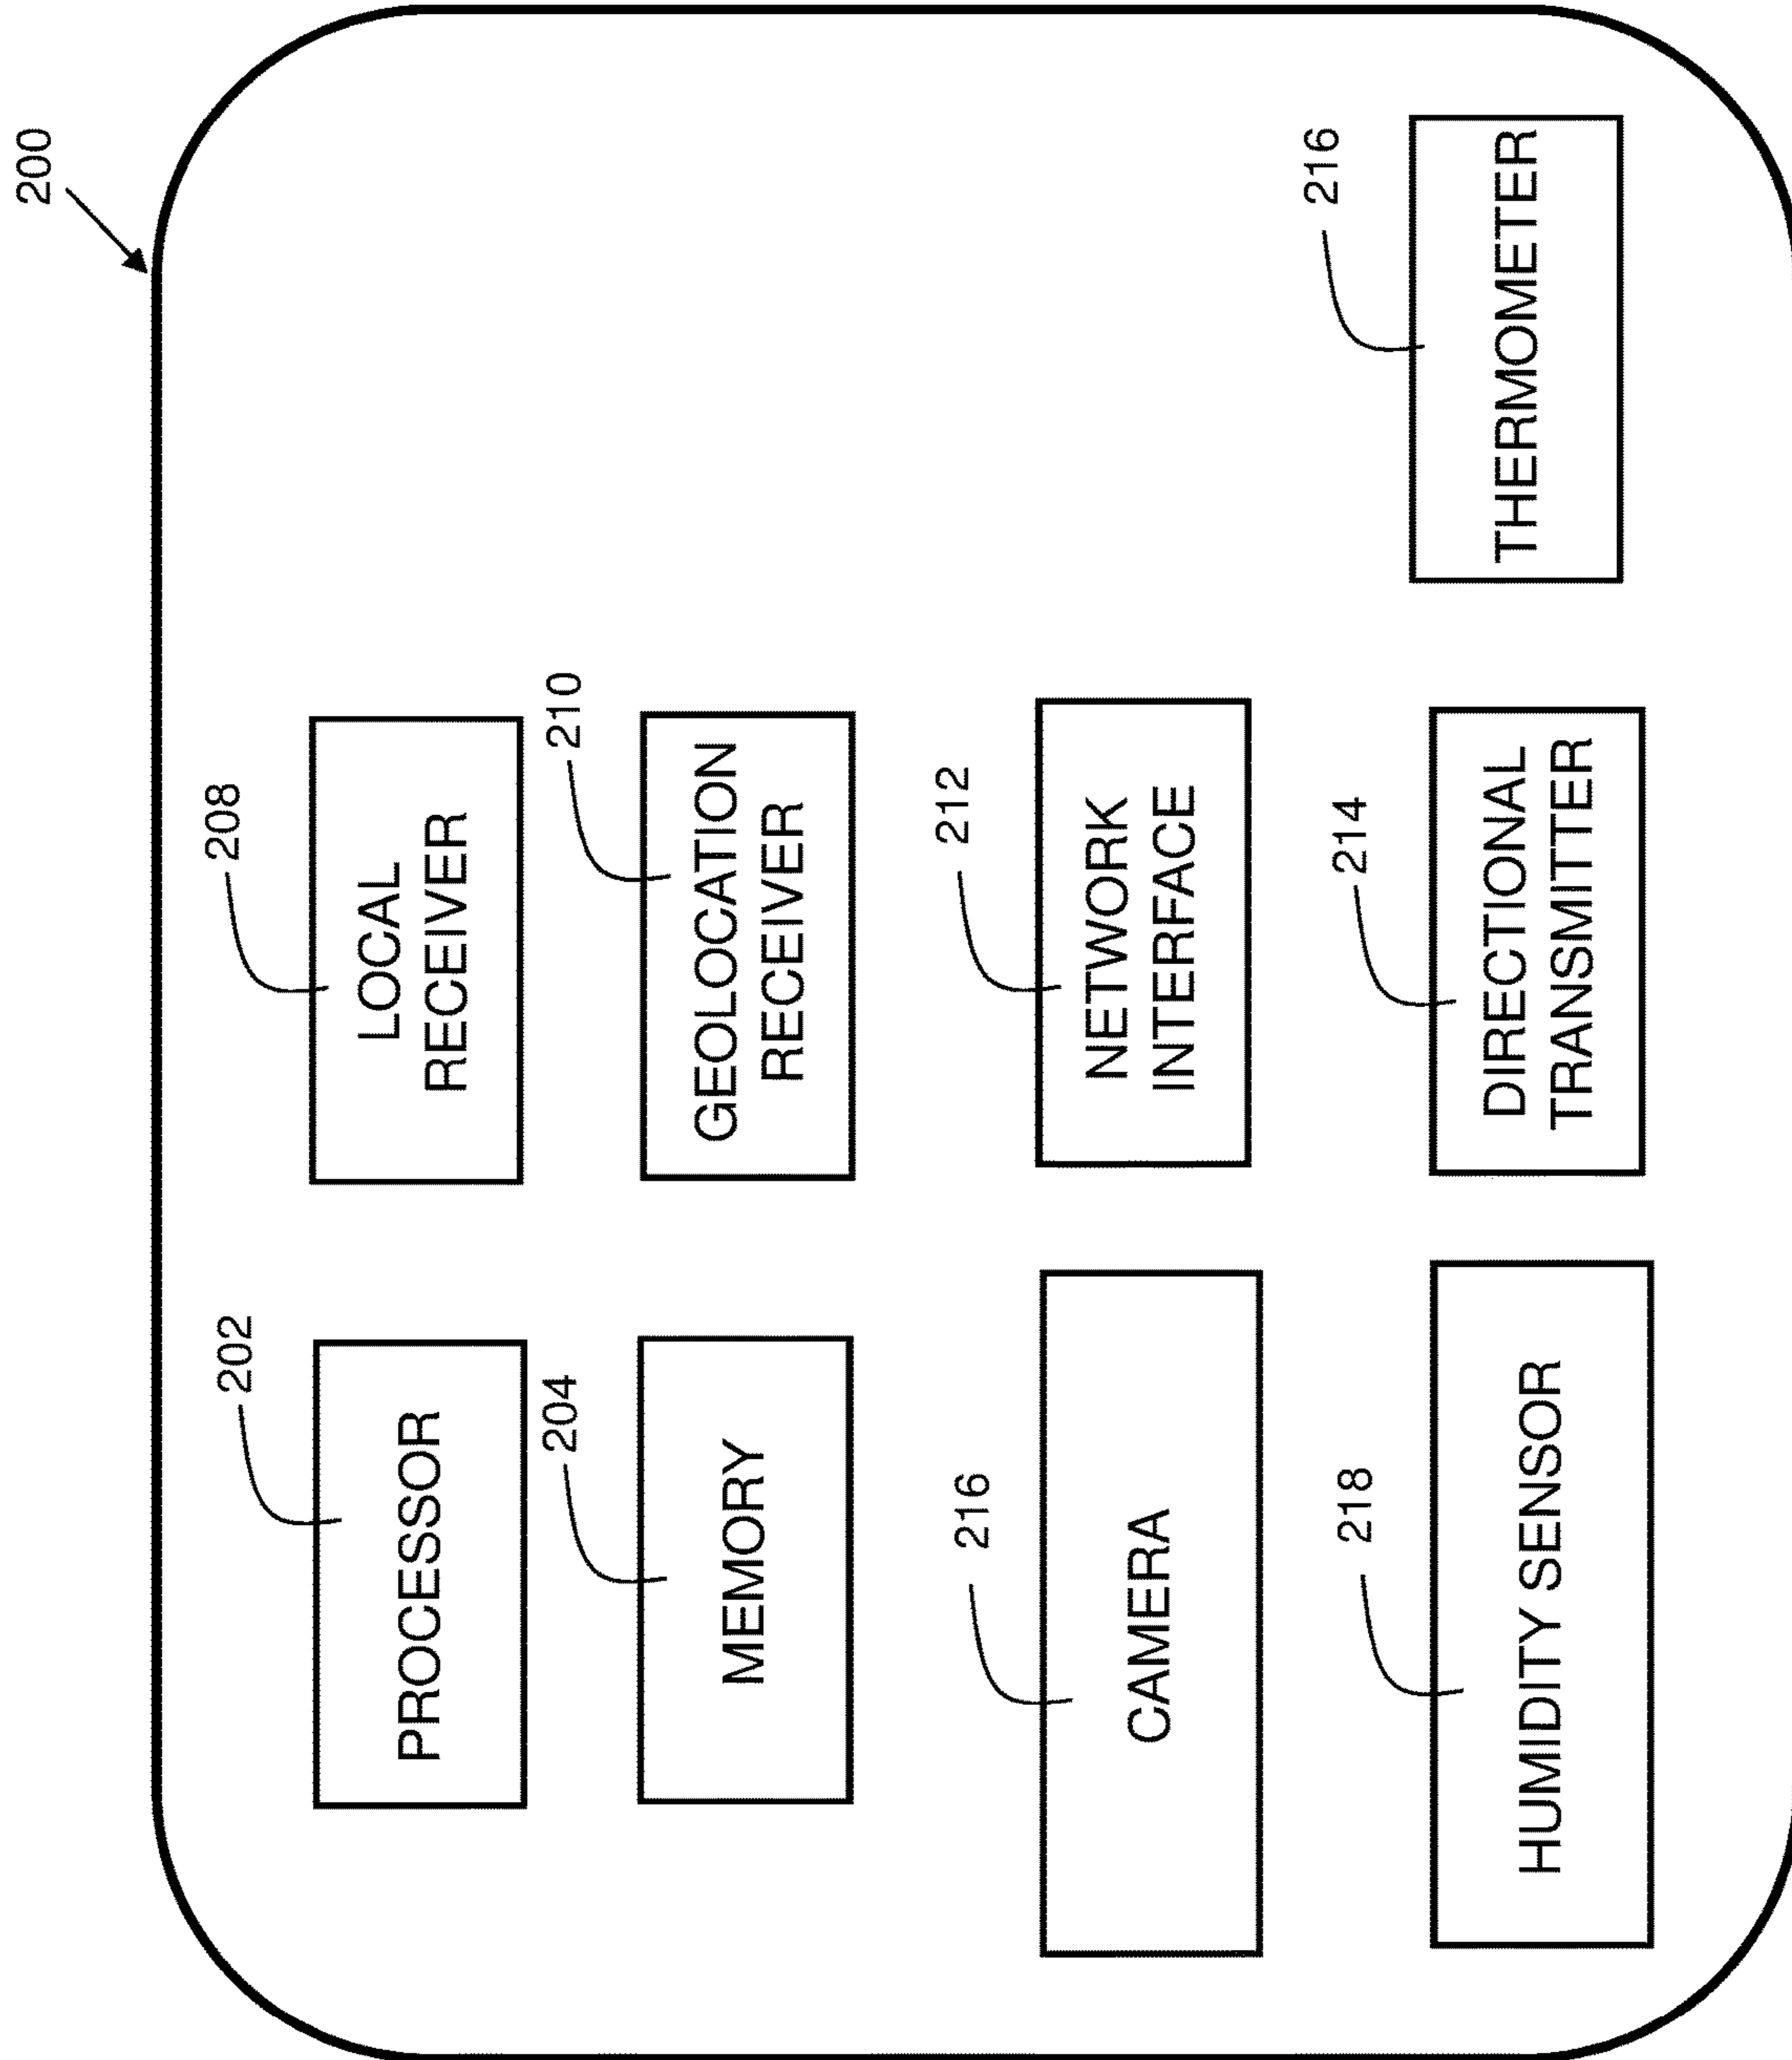 200
202
PROCESSOR
208
LOCAL
RECEIVER
204
MEMORY
210
GEOLOCATION
RECEIVER
216
CAMERA
212
NETWORK
INTERFACE
218
HUMIDITY SENSOR
214
DIRECTIONAL
TRANSMITTER
216
THERMOMETER